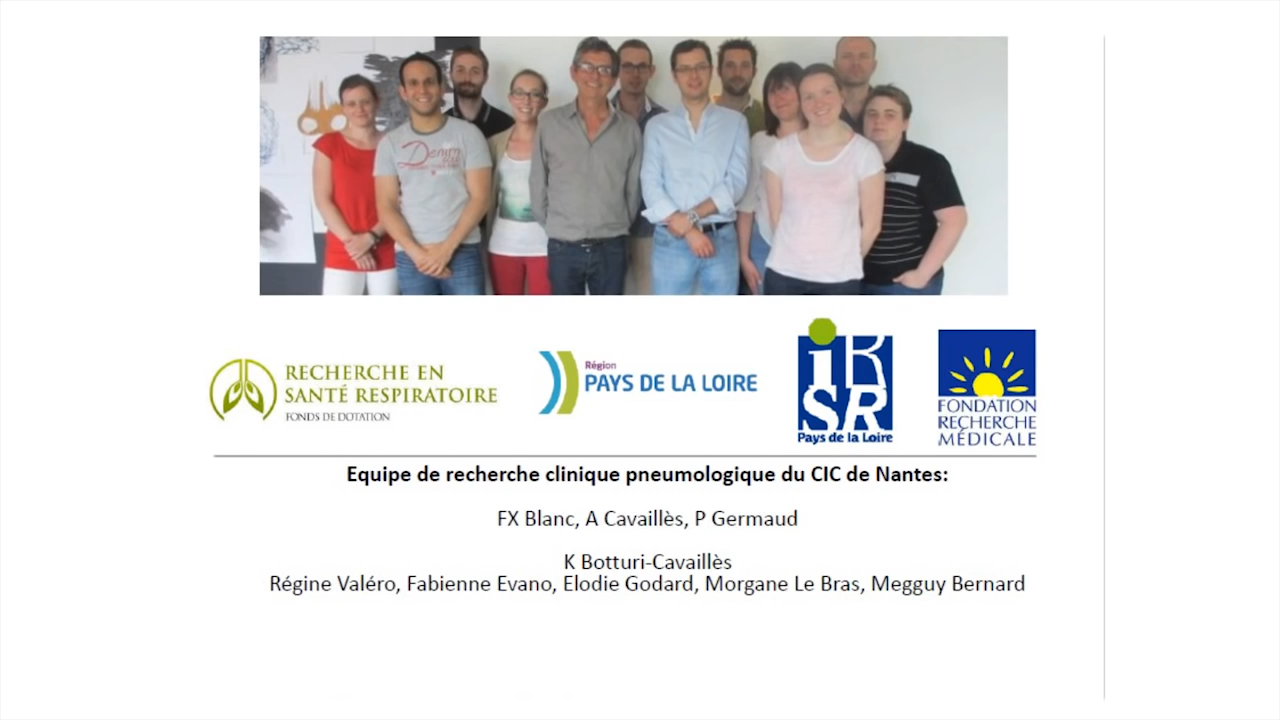 Denim
RECHERCHE EN
SANTÉ RESPIRATOIRE
FONDS DE DOTATION
Région
PAYS DE LA LOIRE
iRSR
Pays de la Loire
FONDATION
RECHERCHE
MÉDICALE
Equipe de recherche clinique pneumologique du CIC de Nantes:
FX Blanc, A Cavaillès, P Germaud
K Botturi-Cavaillès
Régine Valéro, Fabienne Evano, Elodie Godard, Morgane Le Bras, Megguy Bernard